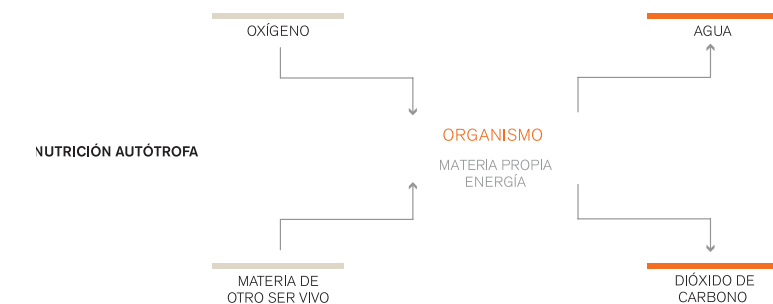 OXÍGENO
AGUA
ORGANISMO
NUTRICIÓN AUTÓTROFA
MATERIA PROPIA
ENERGÍA
MATERIA DE
OTRO SER VIVO
DIÓXIDO DE
CARBONO